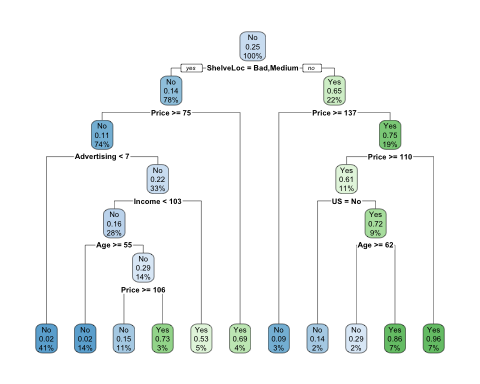 No
0.25
100%
yes ShelveLoc = Bad,Medium no
No
0.14
78%
Yes
0.65
22%
Price >= 75
Price >= 137
No
0.11
74%
Yes
0.75
19%
Advertising < 7
Price >= 110
No
0.22
33%
Yes
0.61
11%
Income < 103
US = No
No
0.16
28%
Yes
0.72
9%
Age >= 55
Age >= 62
No
0.29
14%
Price >= 106
No
0.02
41%
No
0.02
14%
No
0.15
11%
Yes
0.73
3%
Yes
0.53
5%
Yes
0.69
4%
No
0.09
3%
No
0.14
2%
No
0.29
2%
Yes
0.86
7%
Yes
0.96
7%